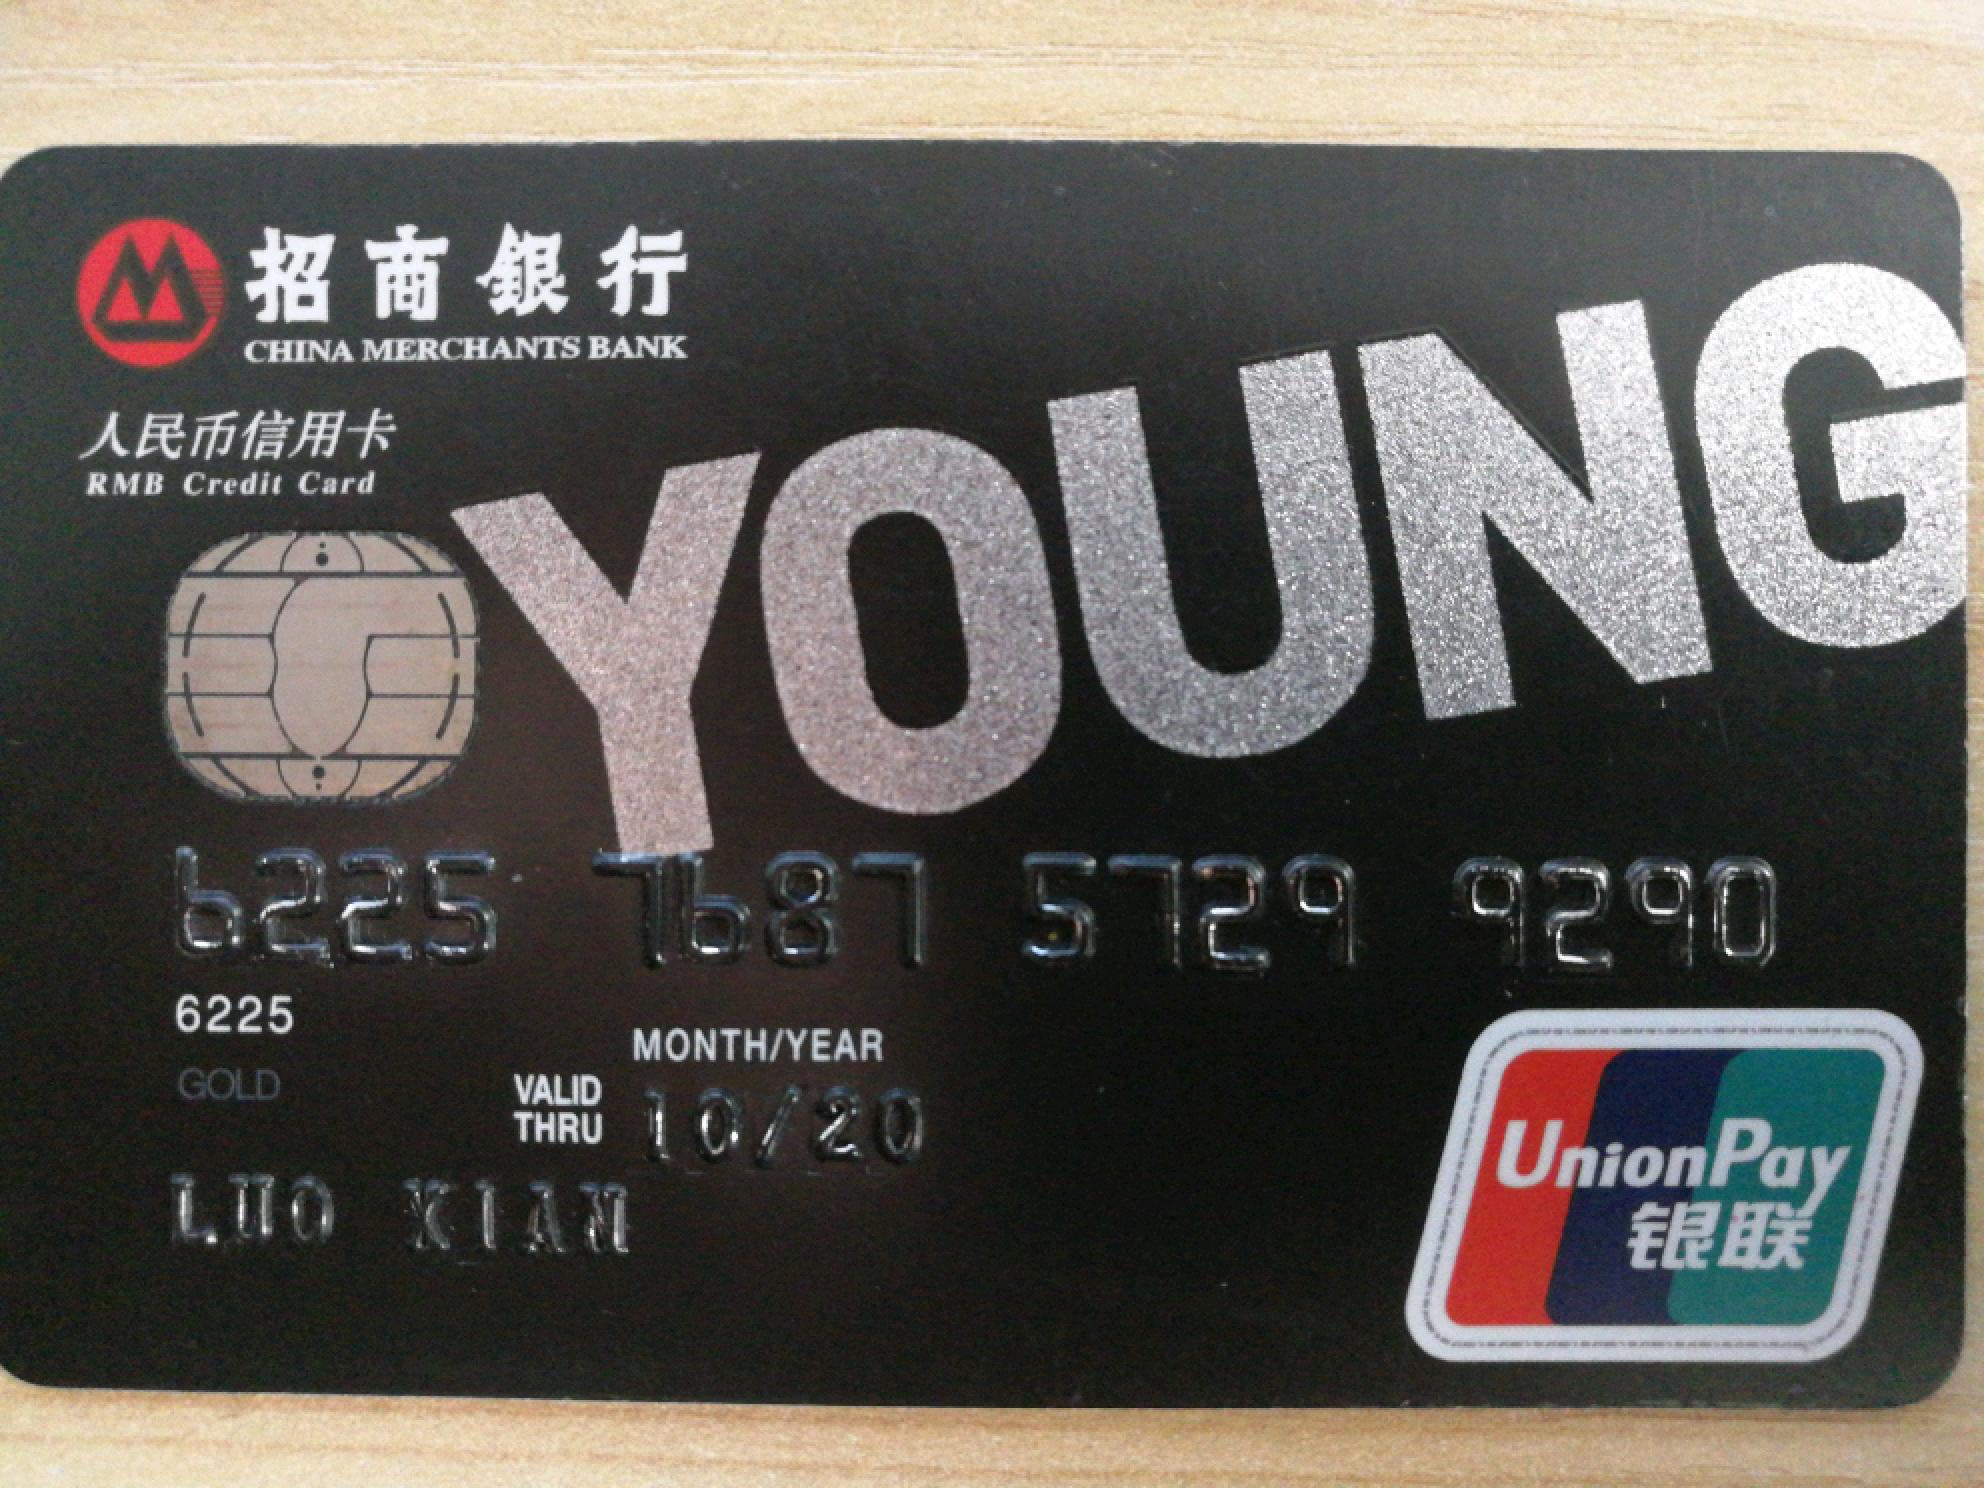 招商銀行
CHINA MERCHANTS BANK
人民币信用卡
RMB Credit Card
YOUNG
6225 7687 5729 9290
6225
MONTH/YEAR
GOLD
VALID THRU 10/20
LUO XIAN
UnionPay
银联